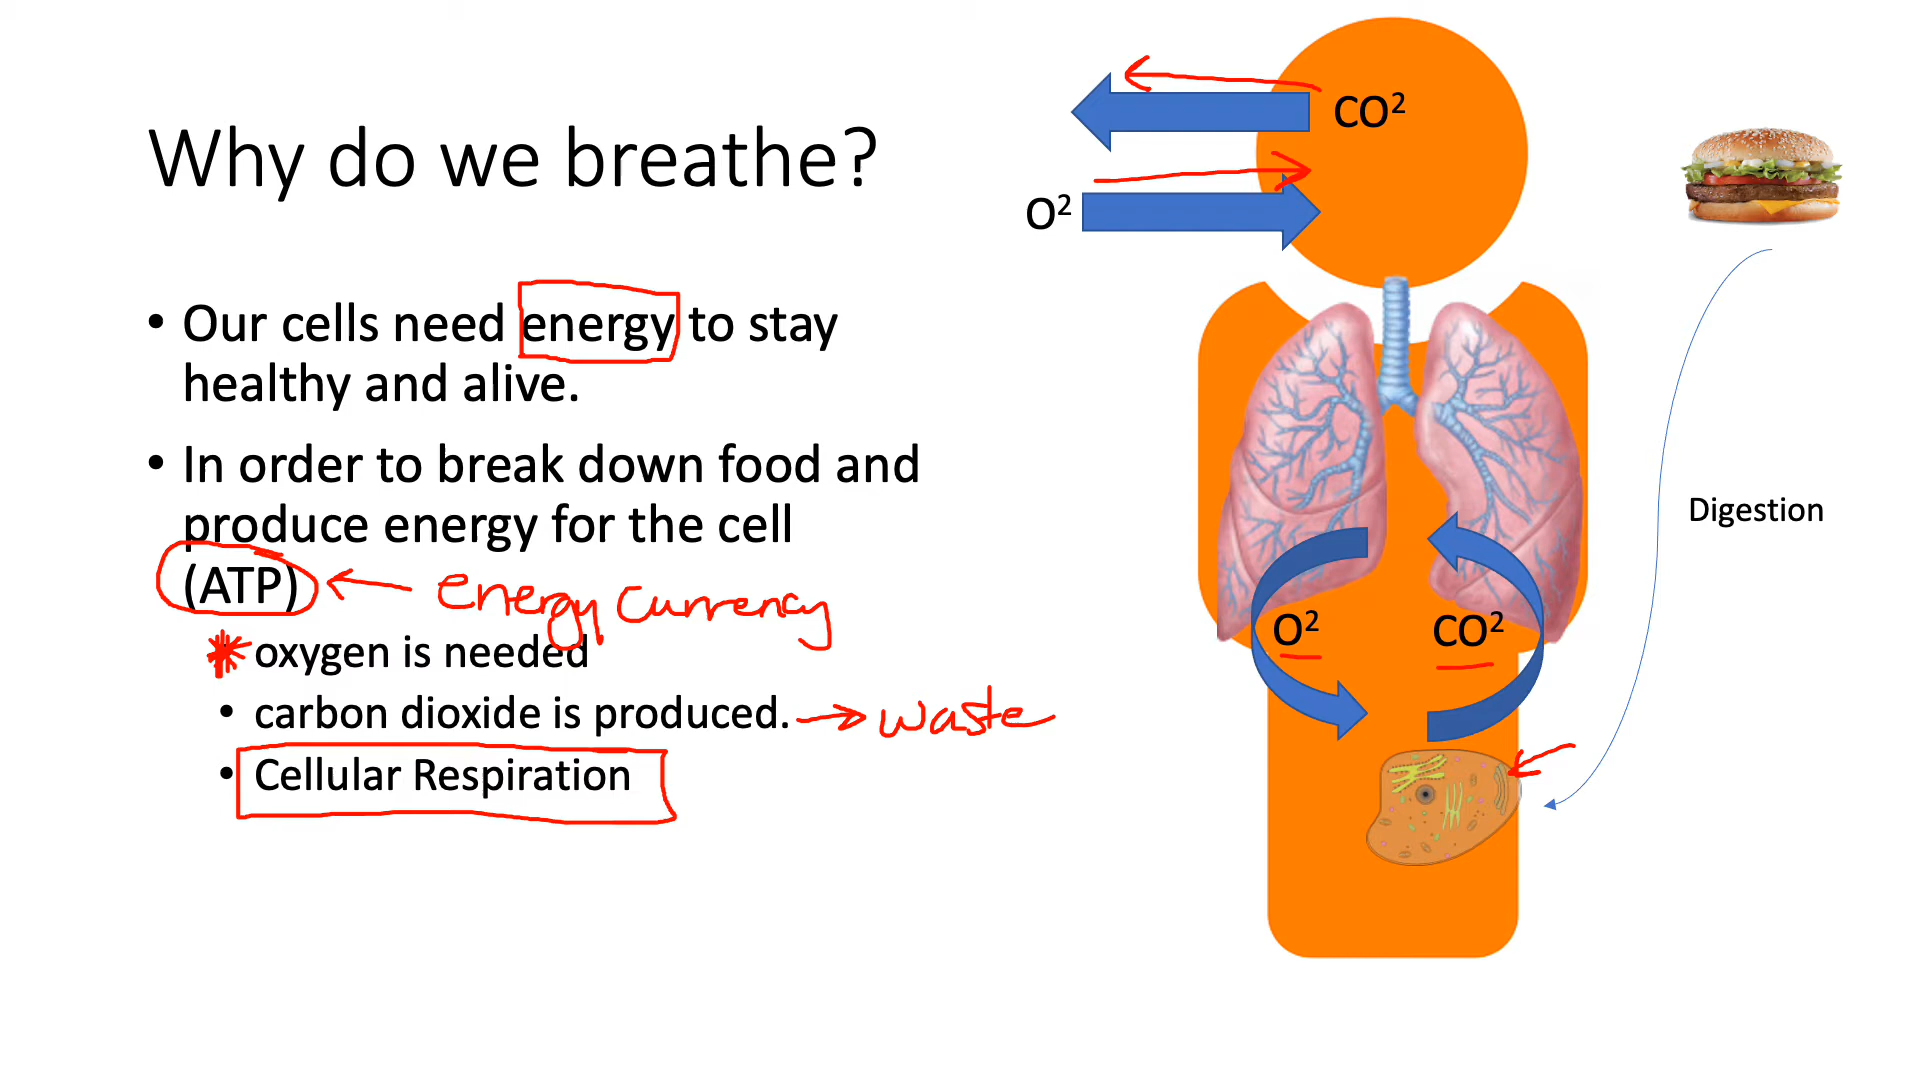 Why do we breathe?
• Our cells need energy to stay
healthy and alive.
• In order to break down food and
produce energy for the cell
(ATP) ← energy currency
oxygen is needed
• carbon dioxide is produced. → waste
• Cellular Respiration
CO²
O²
Digestion
O²
CO²